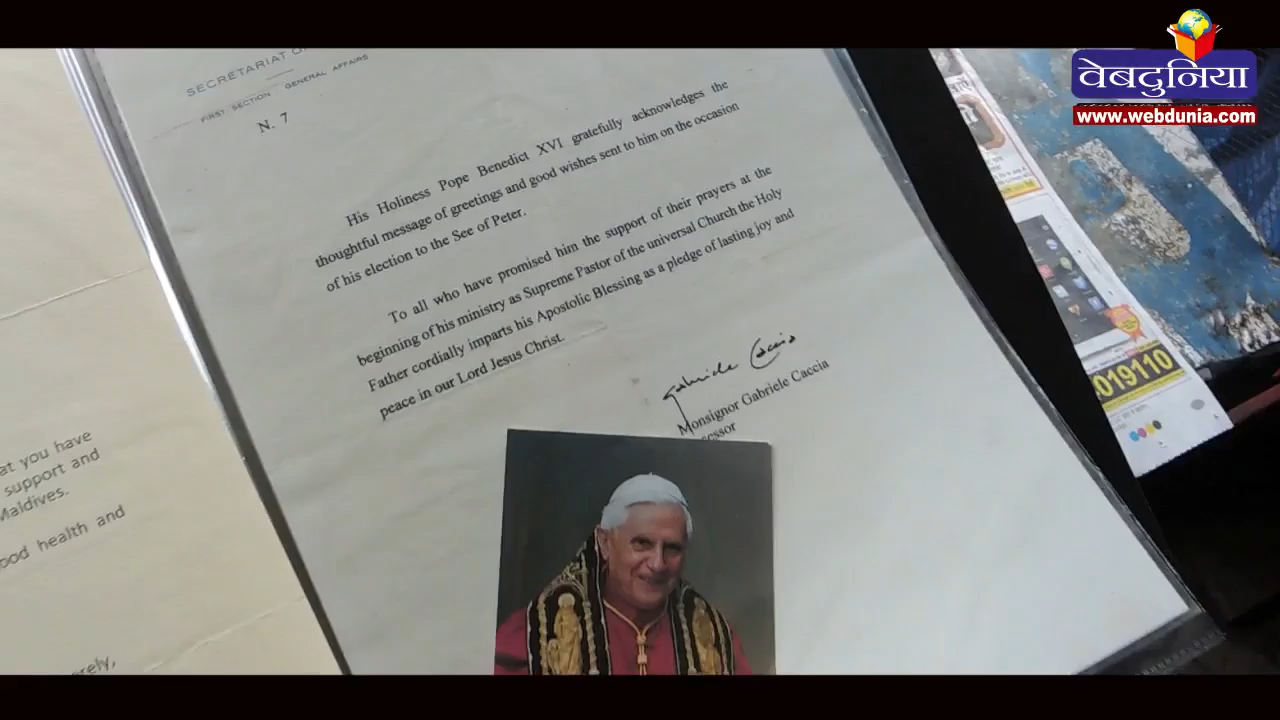 वेबदुनिया
www.webdunia.com
SECRETARIAT
FIRST SECTION GENERAL AFFAIRS
N. 7
His Holiness Pope Benedict XVI gratefully acknowledges the
thoughtful message of greetings and good wishes sent to him on the occasion
of his election to the See of Peter.
To all who have promised him the support of their prayers at the
beginning of his ministry as Supreme Pastor of the universal Church the Holy
Father cordially imparts his Apostolic Blessing as a pledge of lasting joy and
peace in our Lord Jesus Christ.
Gabriele Caccia
Monsignor Gabriele Caccia
at you have
support and
Maldives.
ood health and
rely,
019110